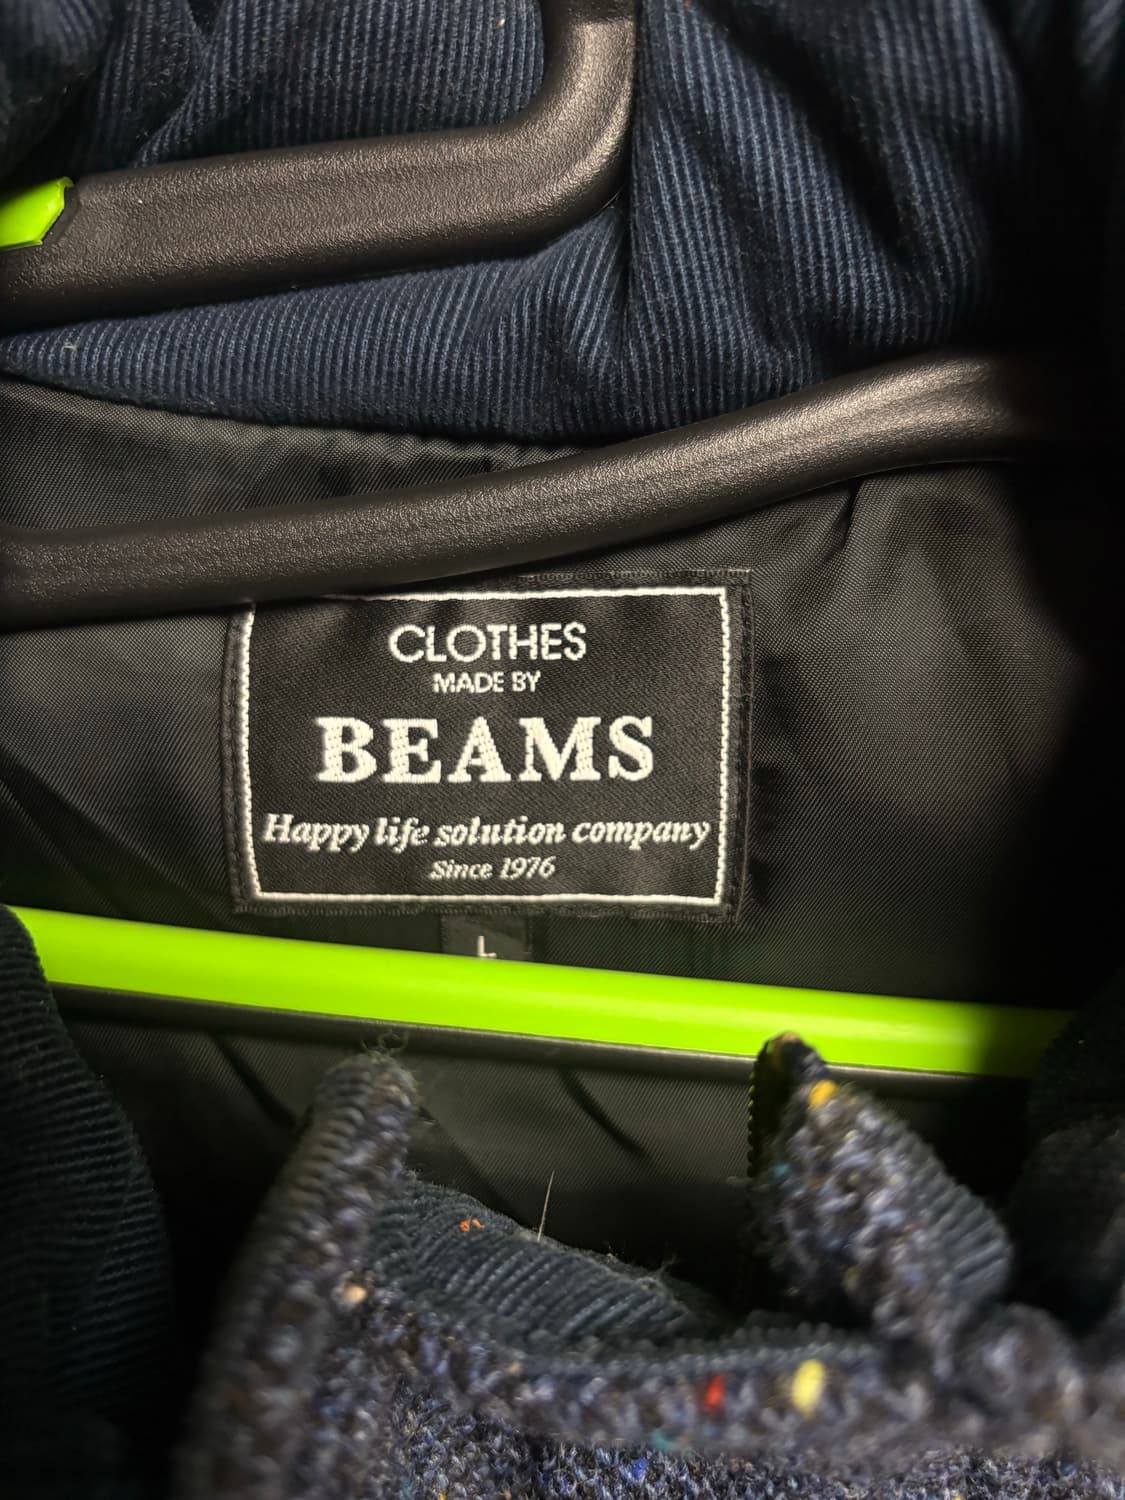 CLOTHES
MADE BY
BEAMS
Happy life solution company
Since 1976
L